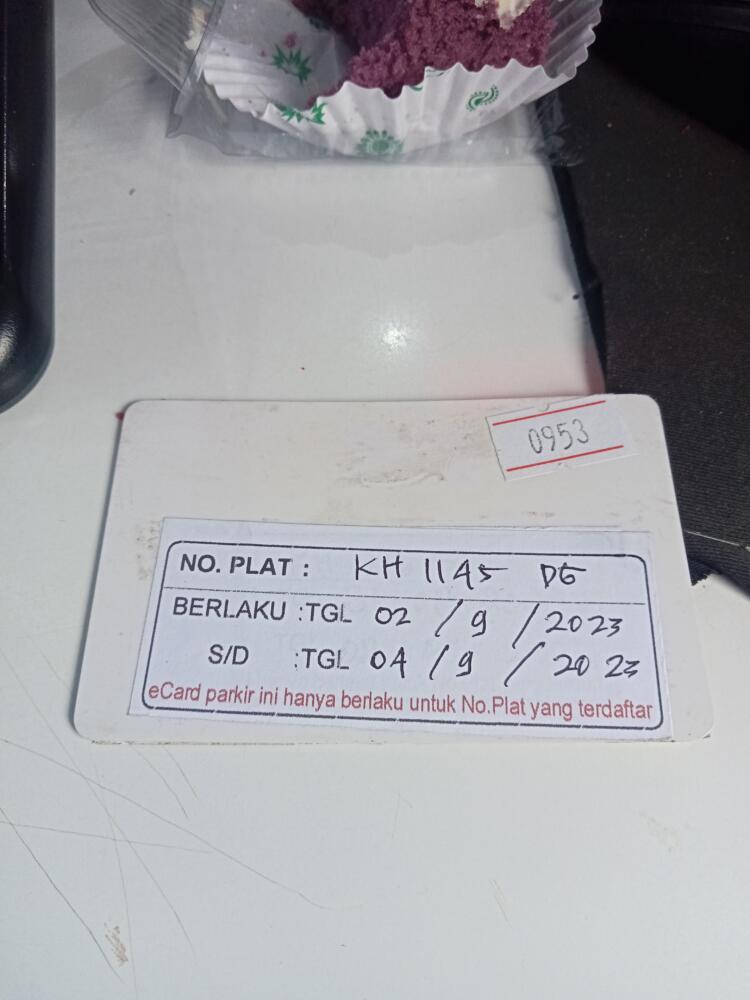 0953
NO. PLAT : KH 1145 DG
BERLAKU :TGL 02 / 9 / 2023
S/D :TGL 04 / 9 / 2023
eCard parkir ini hanya berlaku untuk No.Plat yang terdaftar